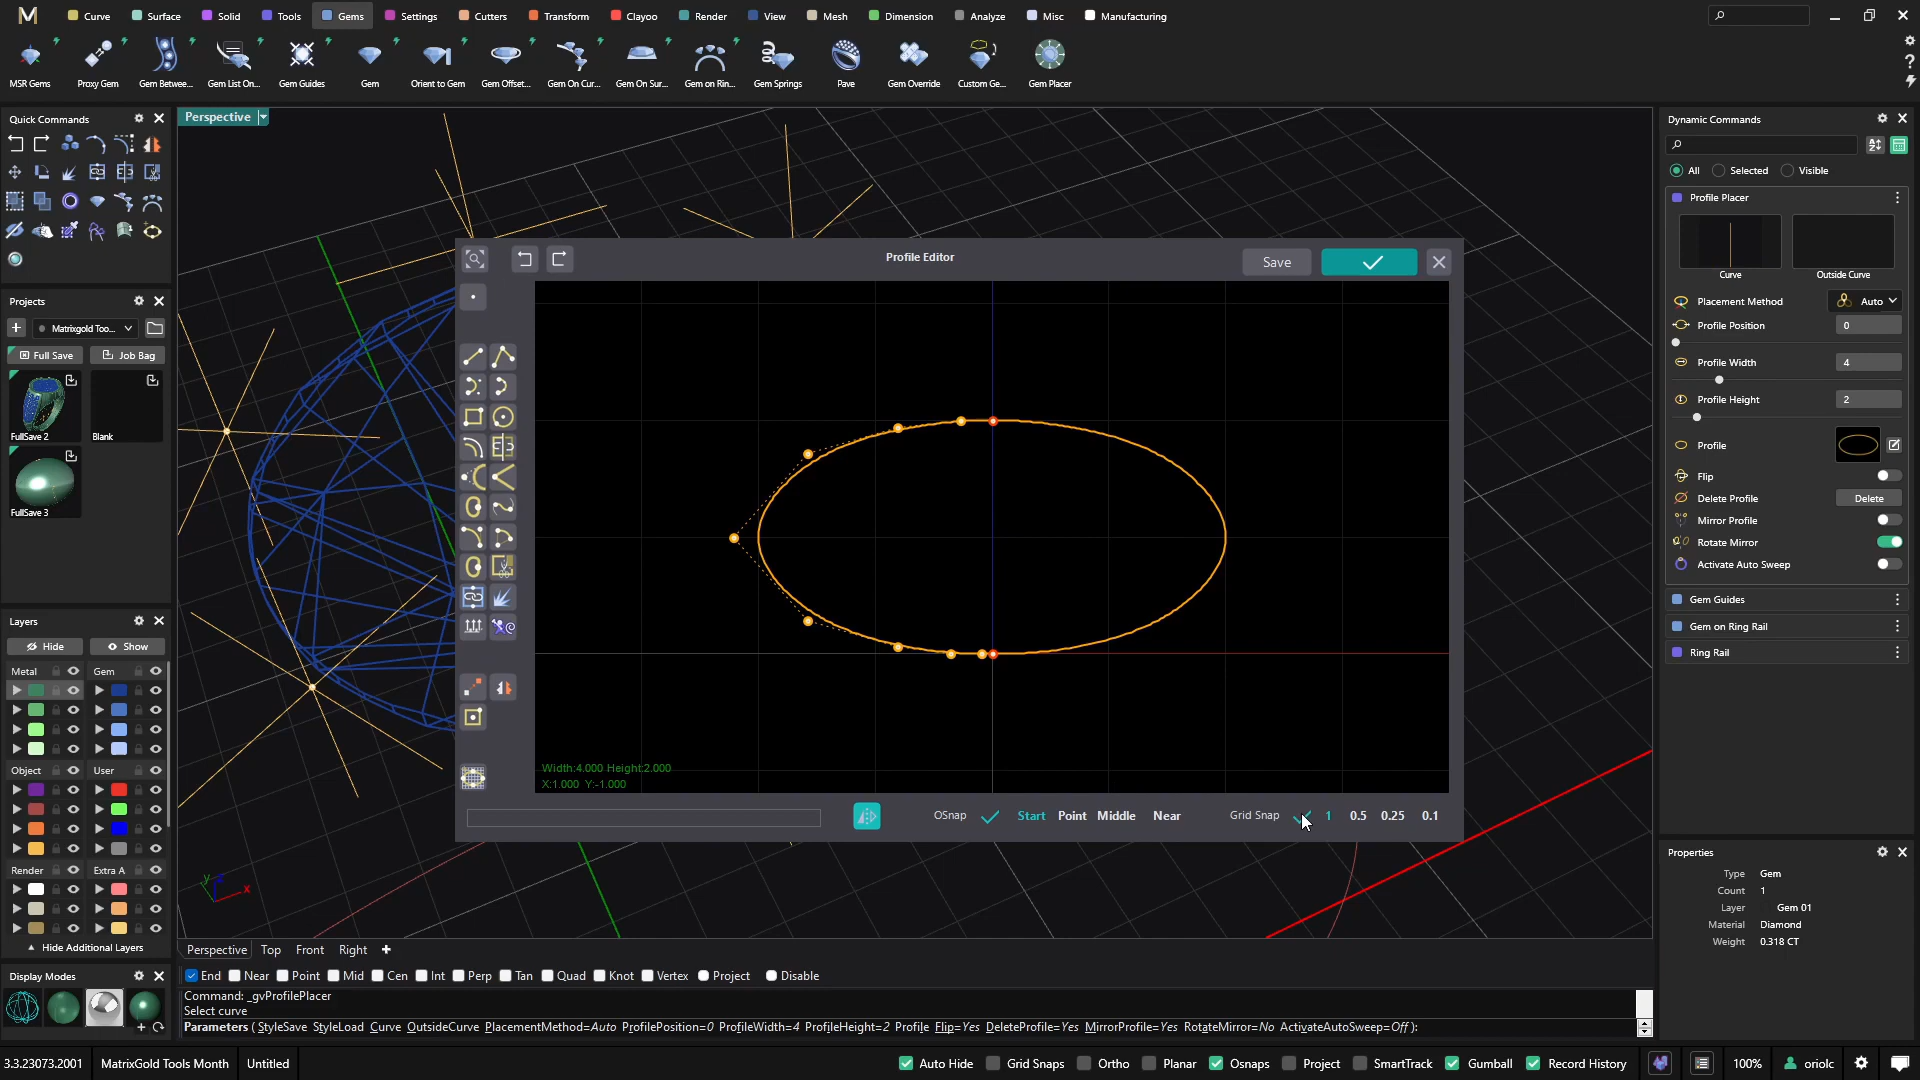 M Curve Surface Solid Tools Gems Settings Cutters Transform Clayoo Render View Mesh Dimension Analyze Misc Manufacturing
MSR Gems Proxy Gem Gem Betwee... Gem List On... Gem Guides Gem Orient to Gem Gem Offset... Gem On Cur... Gem On Sur... Gem on Rin... Gem Springs Pave Gem Override Custom Ge... Gem Placer
Quick Commands
Projects
Matrixgold Too...
Full Save Job Bag
FullSave 2 Blank
FullSave 3
Layers
Hide Show
Metal Gem
Object User
Render Extra A
Hide Additional Layers
Display Modes
Perspective
Profile Editor
Save
Width:4.000 Height:2.000
X:1.000 Y:-1.000
OSnap Start Point Middle Near Grid Snap 1 0.5 0.25 0.1
y x
Perspective Top Front Right +
End Near Point Mid Cen Int Perp Tan Quad Knot Vertex Project Disable
Command: _gvProfilePlacer
Select curve
Parameters ( StyleSave StyleLoad Curve OutsideCurve PlacementMethod=Auto ProfilePosition=0 ProfileWidth=4 ProfileHeight=2 Profile Flip=Yes DeleteProfile=Yes MirrorProfile=Yes RotateMirror=No ActivateAutoSweep=Off ):
Dynamic Commands
All Selected Visible
Profile Placer
Curve Outside Curve
Placement Method Auto
Profile Position 0
Profile Width 4
Profile Height 2
Profile
Flip
Delete Profile Delete
Mirror Profile
Rotate Mirror
Activate Auto Sweep
Gem Guides
Gem on Ring Rail
Ring Rail
Properties
Type Gem
Count 1
Layer Gem 01
Material Diamond
Weight 0.318 CT
3.3.23073.2001 MatrixGold Tools Month Untitled Auto Hide Grid Snaps Ortho Planar Osnaps Project SmartTrack Gumball Record History 100% oriolc